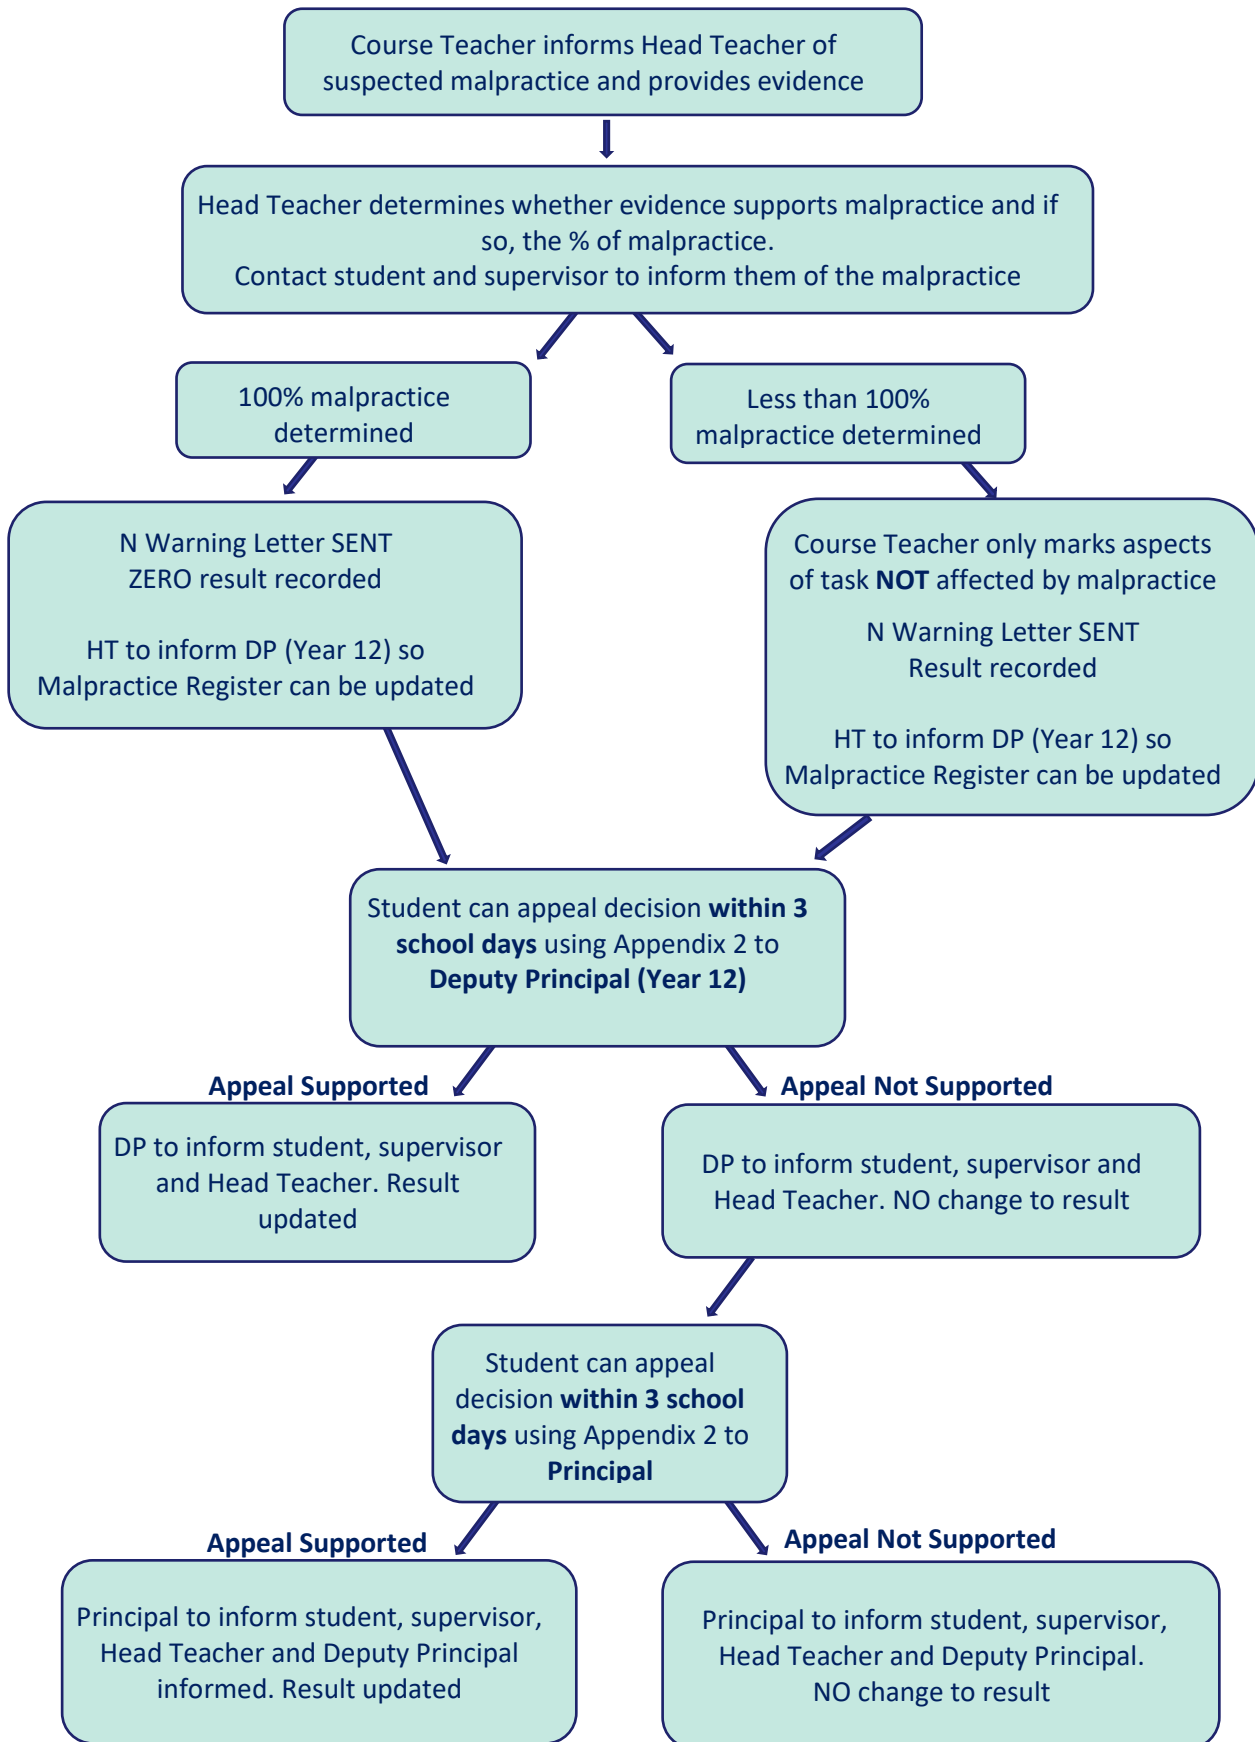 Course Teacher informs Head Teacher of
suspected malpractice and provides evidence
Head Teacher determines whether evidence supports malpractice and if
so, the % of malpractice.
Contact student and supervisor to inform them of the malpractice
100% malpractice
determined
Less than 100%
malpractice determined
N Warning Letter SENT
ZERO result recorded
HT to inform DP (Year 12) so
Malpractice Register can be updated
Course Teacher only marks aspects
of task NOT affected by malpractice
N Warning Letter SENT
Result recorded
HT to inform DP (Year 12) so
Malpractice Register can be updated
Student can appeal decision within 3
school days using Appendix 2 to
Deputy Principal (Year 12)
Appeal Supported
DP to inform student, supervisor
and Head Teacher. Result
updated
Appeal Not Supported
DP to inform student, supervisor and
Head Teacher. NO change to result
Student can appeal
decision within 3 school
days using Appendix 2 to
Principal
Appeal Supported
Principal to inform student, supervisor,
Head Teacher and Deputy Principal
informed. Result updated
Appeal Not Supported
Principal to inform student, supervisor,
Head Teacher and Deputy Principal.
NO change to result